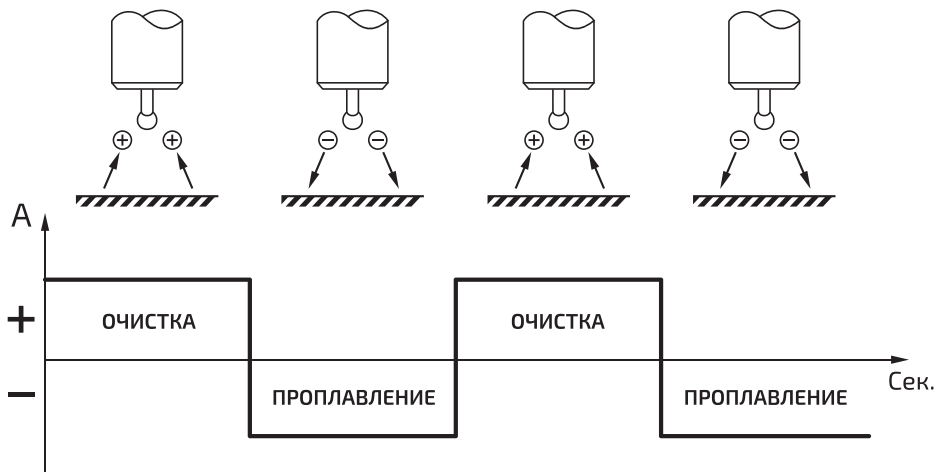 + +
− −
+ +
− −
А
+
ОЧИСТКА
ОЧИСТКА
−
ПРОПЛАВЛЕНИЕ
ПРОПЛАВЛЕНИЕ
Сек.